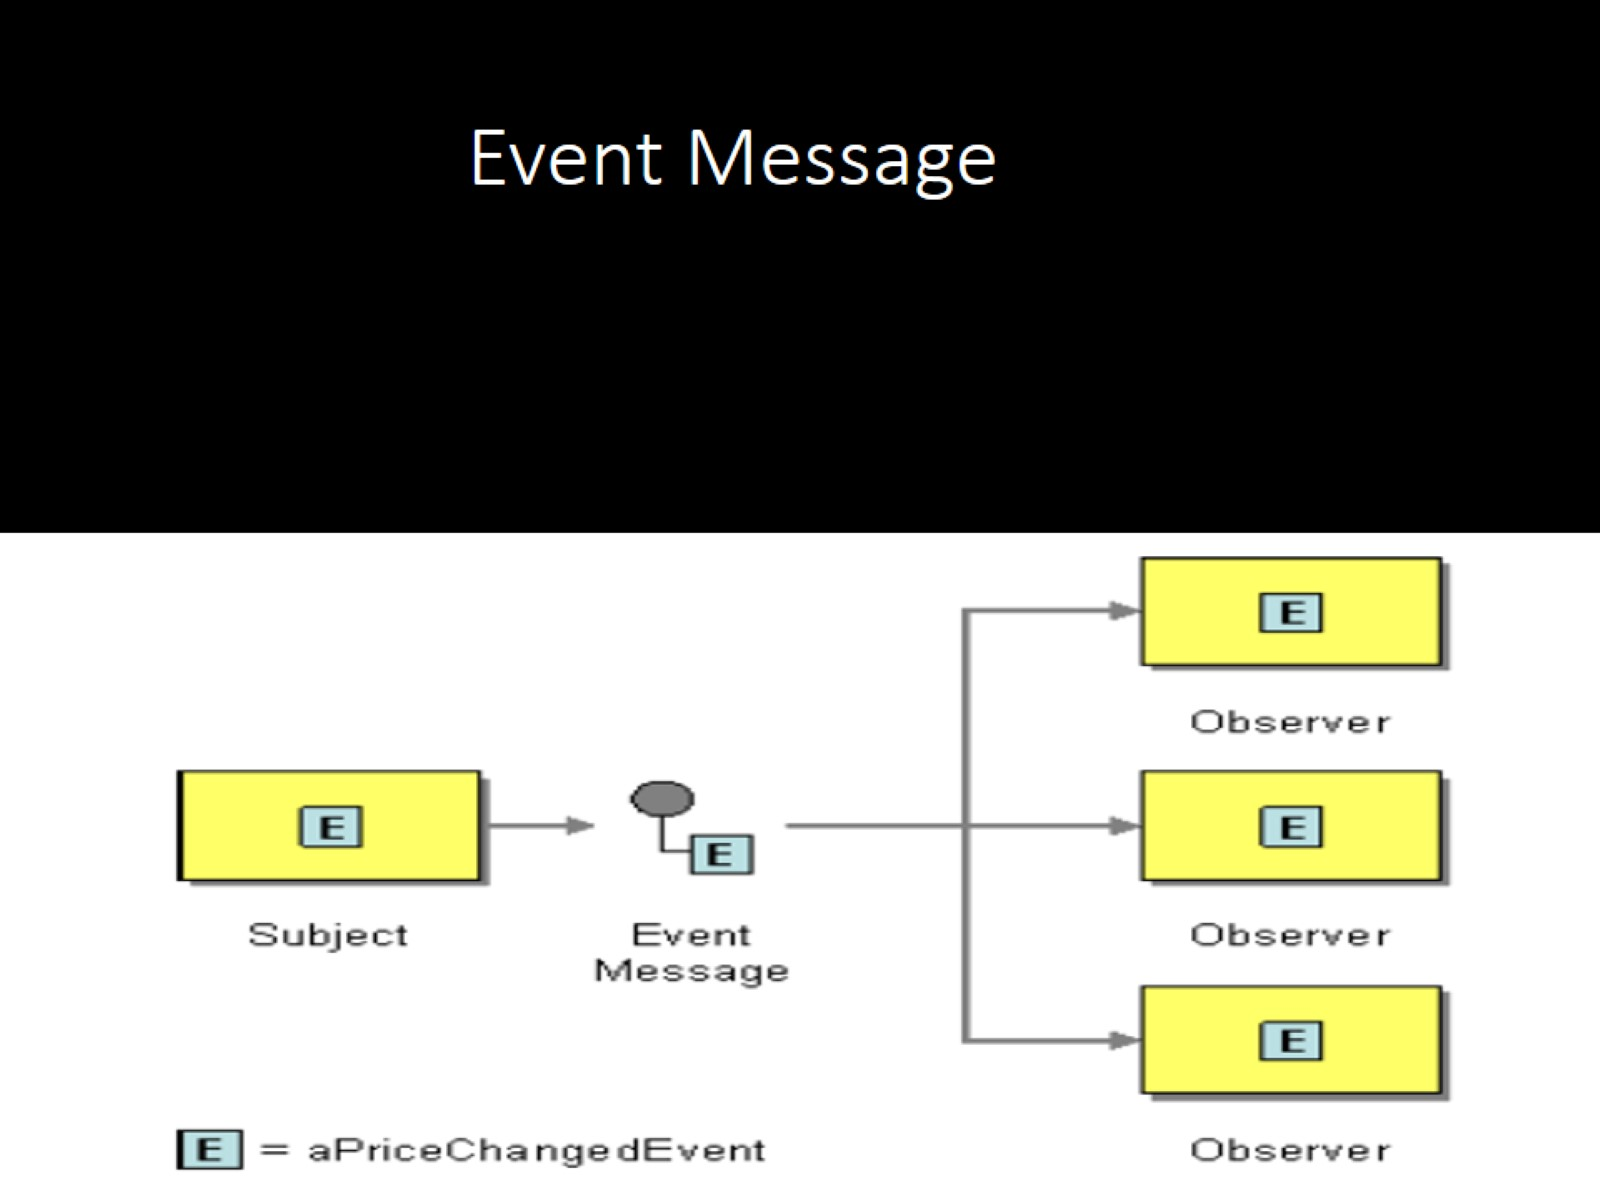 Event Message
E
Observer
E
E
E
Subject
Event
Message
Observer
E
Observer
E = aPriceChangedEvent